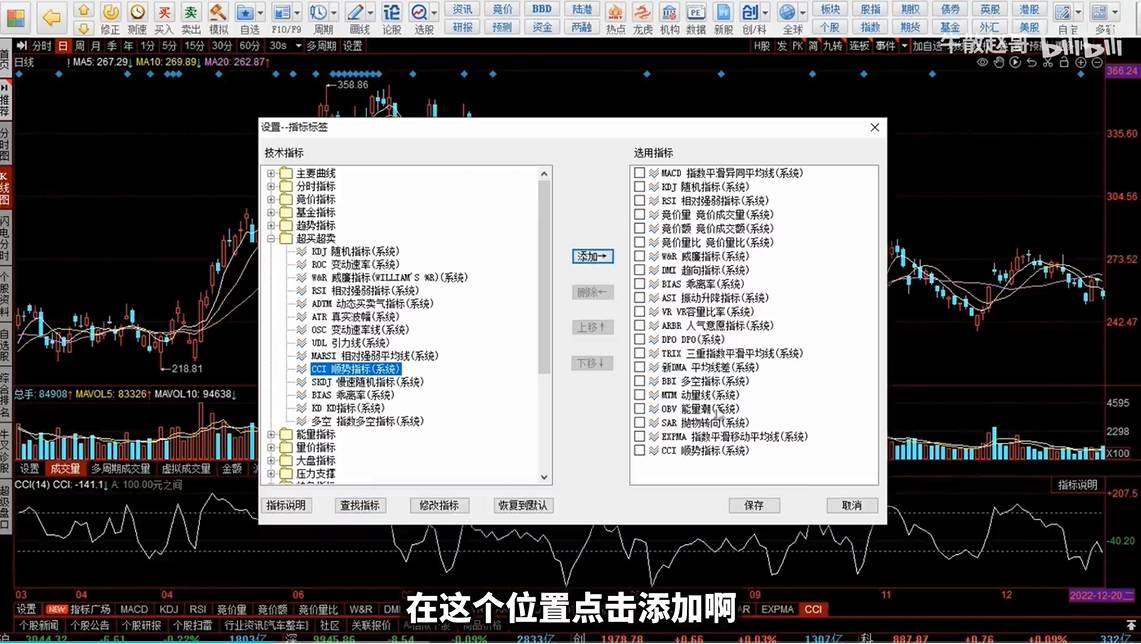 资讯 竞价 BBD 陆港 板块 股指 期权 债券 英股 港股
修正 测速 买入 卖出 模拟 自选 F10/F9 周期 画线 论股 选股 研报 预测 资金 两融 热点 龙虎 机构 数据 新股 创/科 全球 个股 期指 期货 基金 外汇 美股
分时 日 周 月 季 年 1分 5分 15分 30分 60分 30s 多周期 设置
H股 发 PK 简 九转 连板 事件 加自选
bilibili
日线 MA5: 267.29↓ MA10: 269.89↓ MA20: 262.87↑
366.24
358.86
335.60
304.56
273.52
242.47
218.81
设置--指标标签
技术指标
主要曲线
分时指标
竞价指标
基金指标
趋势指标
超买超卖
KDJ 随机指标(系统)
ROC 变动速率(系统)
W&R 威廉指标(WILLIAM'S WR)(系统)
RSI 相对强弱指标(系统)
ADTM 动态买卖气指标(系统)
ATR 真实波幅(系统)
OSC 变动速率线(系统)
UDL 引力线(系统)
MARSI 相对强弱平均线(系统)
CCI 顺势指标(系统)
SKDJ 慢速随机指标(系统)
BIAS 乖离率(系统)
KD KD指标(系统)
多空 指数多空指标(系统)
能量指标
量价指标
大盘指标
压力支撑
添加→
删除←
上移↑
下移↓
选用指标
MACD 指数平滑异同平均线(系统)
KDJ 随机指标(系统)
RSI 相对强弱指标(系统)
竞价量 竞价成交量(系统)
竞价额 竞价成交额(系统)
竞价量比 竞价量比(系统)
W&R 威廉指标(系统)
DMI 趋向指标(系统)
BIAS 乖离率(系统)
ASI 振动升降指标(系统)
VR VR容量比率(系统)
ARBR 人气意愿指标(系统)
DPO DPO(系统)
TRIX 三重指数平滑平均线(系统)
新DMA 平均线差(系统)
BBI 多空指标(系统)
MTM 动量线(系统)
OBV 能量潮(系统)
SAR 抛物转向(系统)
EXPMA 指数平滑移动平均线(系统)
CCI 顺势指标(系统)
指标说明 查找指标 修改指标 恢复到默认 保存 取消
总手: 84908↑ MAVOL5: 83326↑ MAVOL10: 94638↓
4595
2298
X100
设置 成交量 多周期成交量 虚拟成交量 金额
CCI(14) CCI: -141.1↓ A: 100.00元之间
指标说明
+207.5
-40.20
03 04 04 06 09 11 12 2022-12-20
设置 NEW 指标广场 MACD KDJ RSI 竞价量 竞价额 竞价量比 W&R DMI EXPMA CCI
个股新闻 个股公告 个股研报 个股扫雷 行业资讯[汽车整车] 社区 关联报价
在这个位置点击添加啊